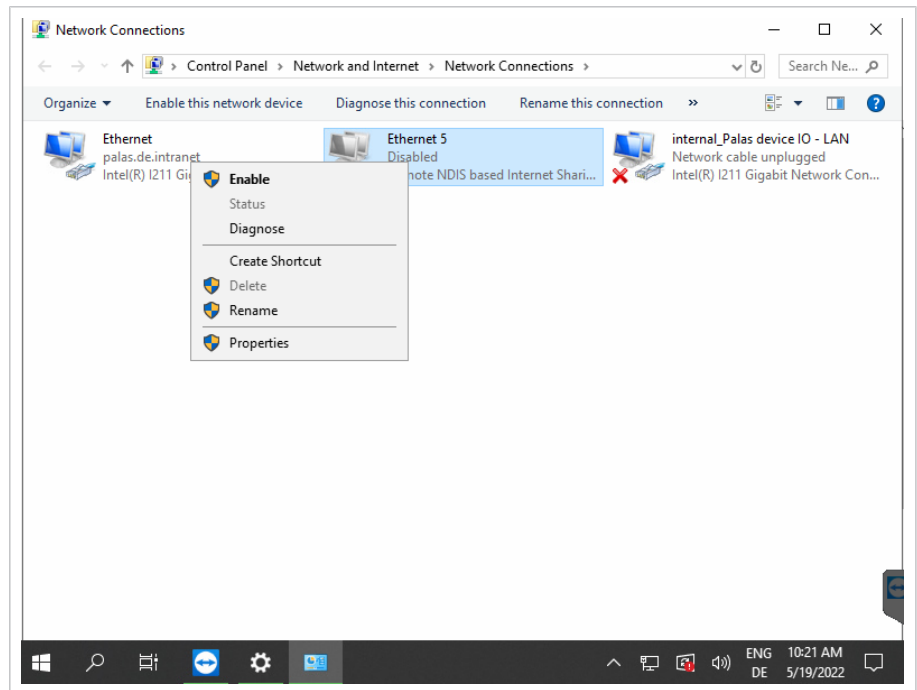 Network Connections
Control Panel > Network and Internet > Network Connections >
Search Ne...
Organize
Enable this network device
Diagnose this connection
Rename this connection
»
Ethernet
palas.de.intranet
Intel(R) I211 Gi
Ethernet 5
Disabled
note NDIS based Internet Shari...
internal_Palas device IO - LAN
Network cable unplugged
Intel(R) I211 Gigabit Network Con...
Enable
Status
Diagnose
Create Shortcut
Delete
Rename
Properties
ENG
DE
10:21 AM
5/19/2022